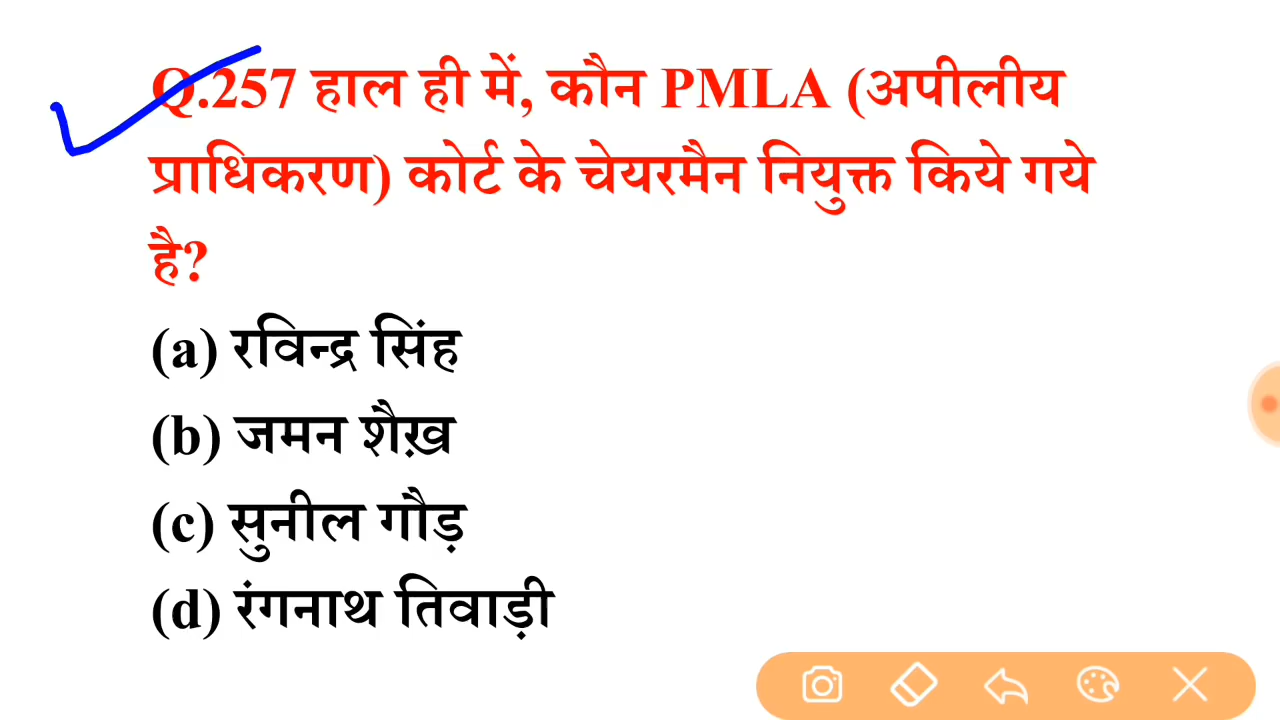 Q.257 हाल ही में, कौन PMLA (अपीलीय
प्राधिकरण) कोर्ट के चेयरमैन नियुक्त किये गये
है?
(a) रविन्द्र सिंह
(b) जमन शैख़
(c) सुनील गौड़
(d) रंगनाथ तिवाड़ी